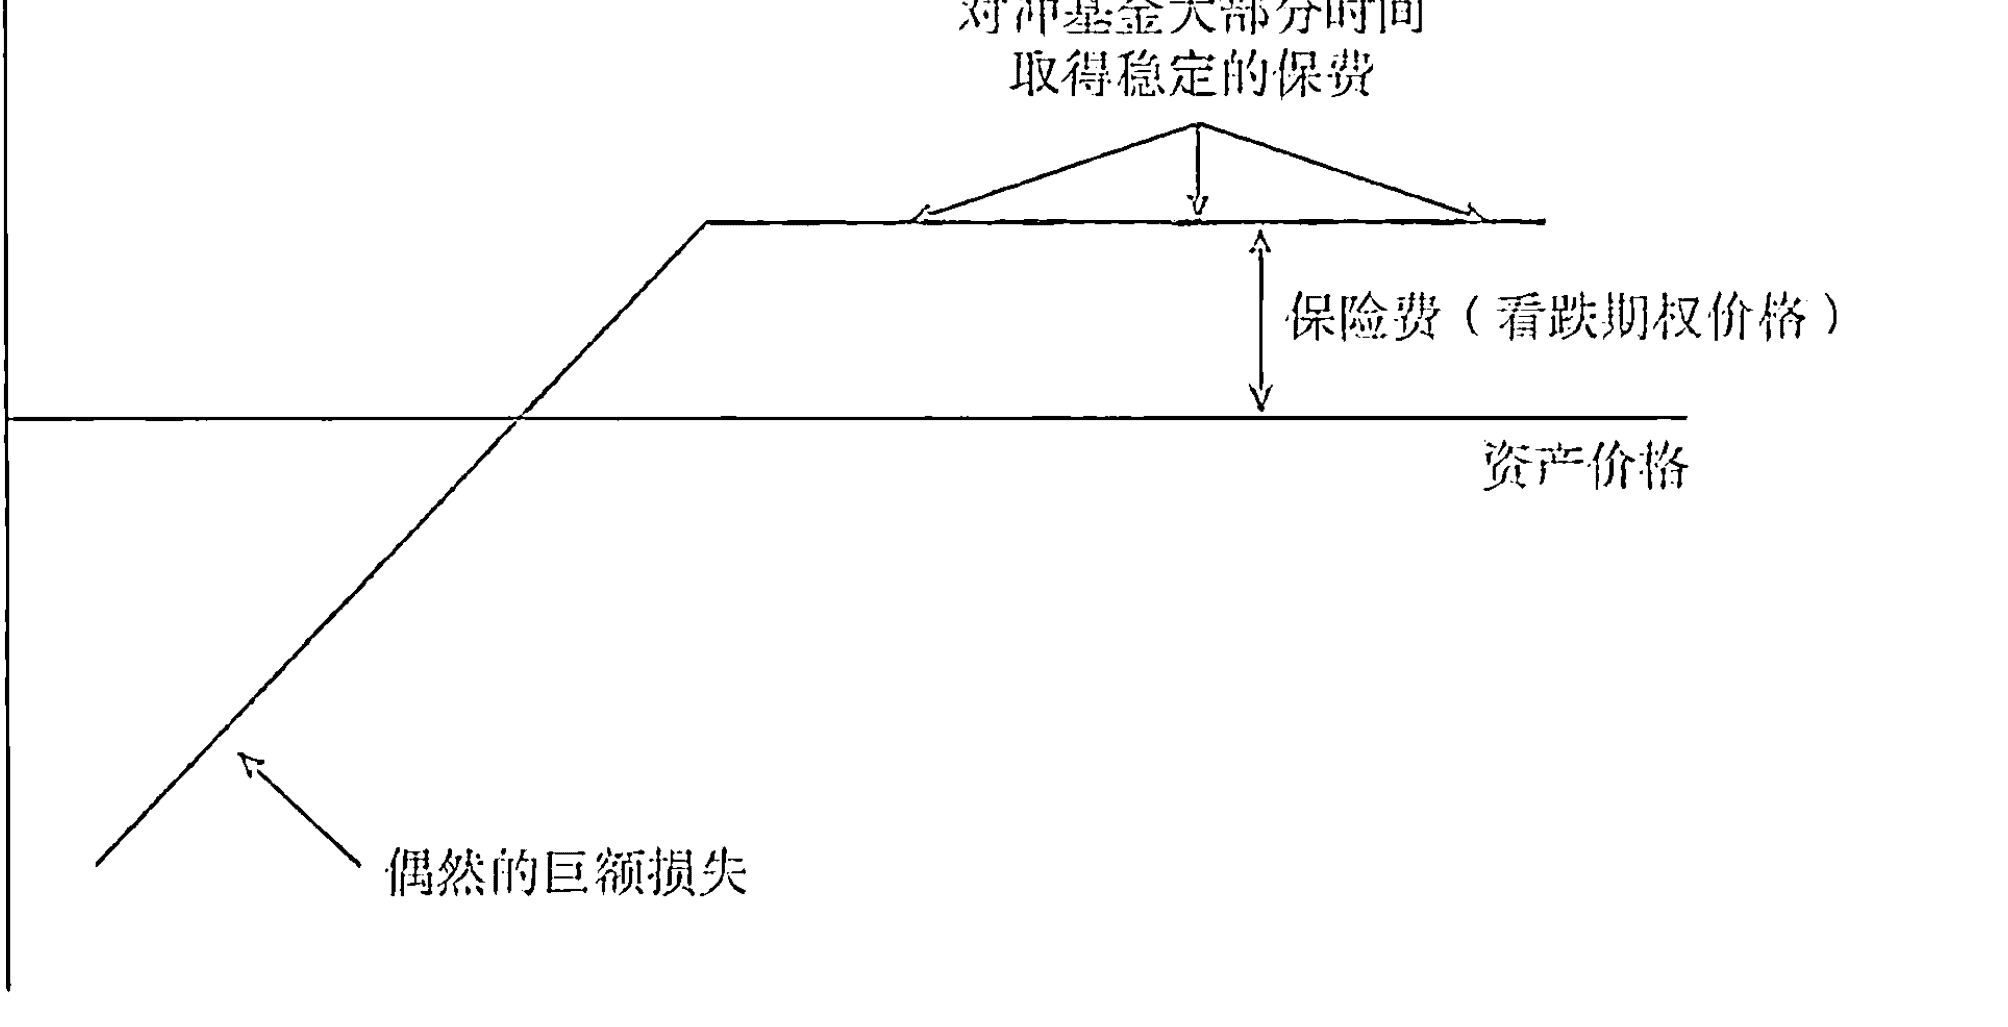 对冲基金大部分时间
取得稳定的保费
保险费（看跌期权价格）
资产价格
偶然的巨额损失